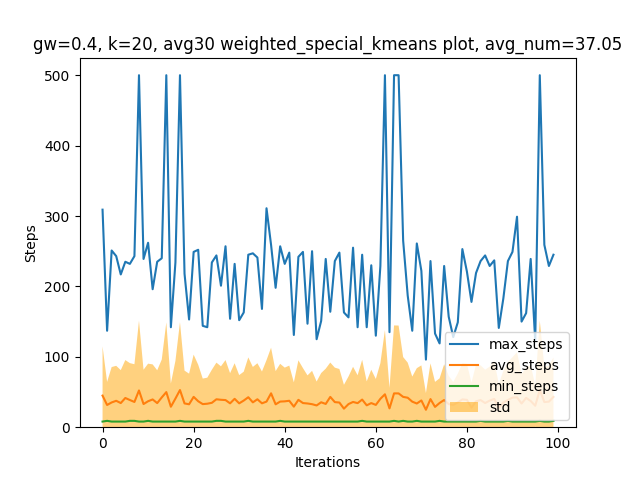 gw=0.4, k=20, avg30 weighted_special_kmeans plot, avg_num=37.05
500
400
300
200
100
0
Steps
0 20 40 60 80 100
Iterations
max_steps
avg_steps
min_steps
std